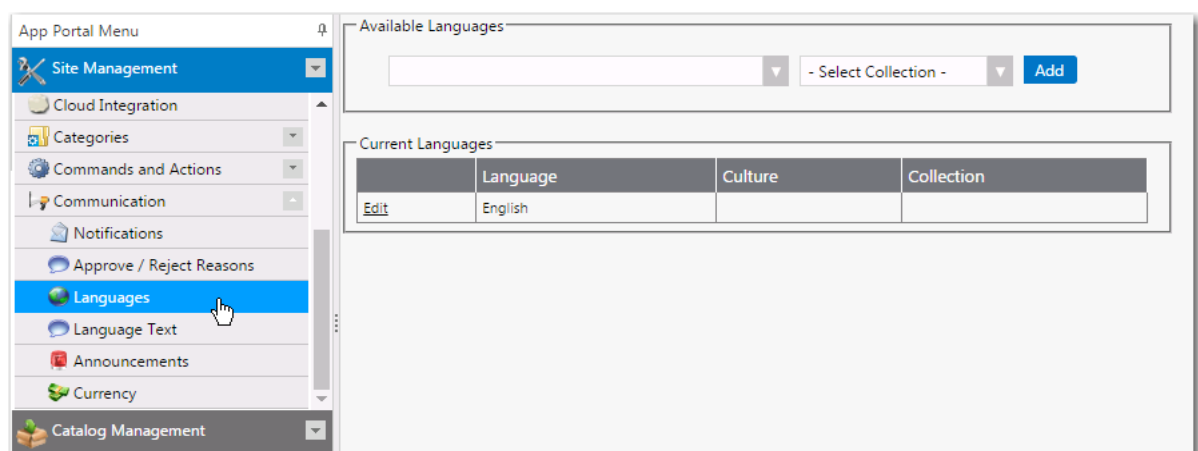 App Portal Menu
Site Management
Cloud Integration
Categories
Commands and Actions
Communication
Notifications
Approve / Reject Reasons
Languages
Language Text
Announcements
Currency
Catalog Management
Available Languages
- Select Collection - Add
Current Languages
Language Culture Collection
Edit English